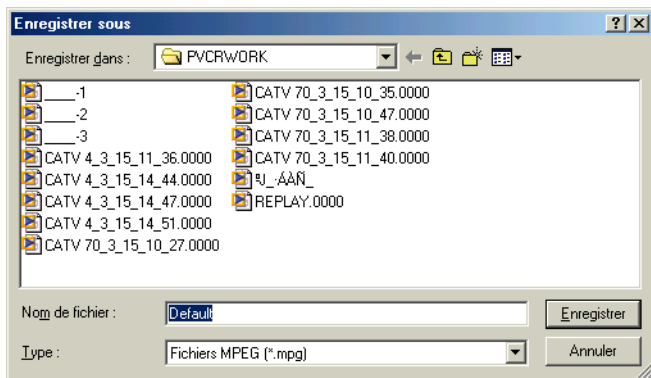 Enregistrer sous
Enregistrer dans :
PVCRWORK
____-1
____-2
____-3
CATV 4_3_15_11_36.0000
CATV 4_3_15_14_44.0000
CATV 4_3_15_14_47.0000
CATV 4_3_15_14_51.0000
CATV 70_3_15_10_27.0000
CATV 70_3_15_10_35.0000
CATV 70_3_15_10_47.0000
CATV 70_3_15_11_38.0000
CATV 70_3_15_11_40.0000
REPLAY.0000
Nom de fichier :
Default
Enregistrer
Type :
Fichiers MPEG (*.mpg)
Annuler